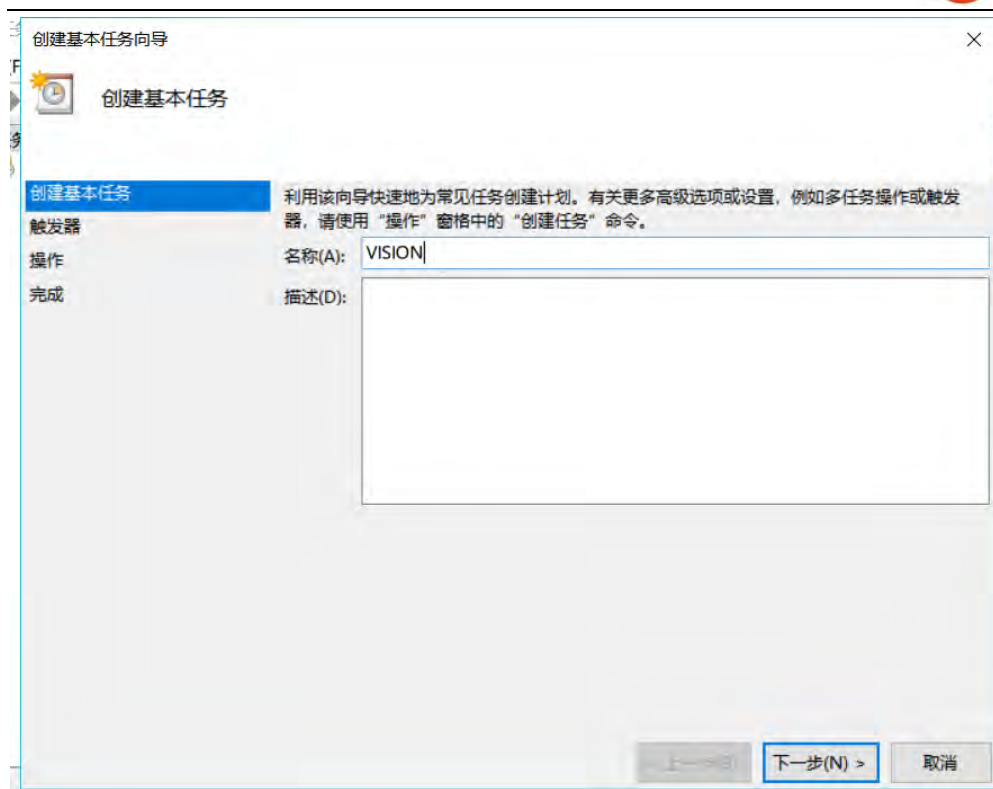 创建基本任务向导
创建基本任务
创建基本任务
触发器
操作
完成
利用该向导快速地为常见任务创建计划。有关更多高级选项或设置，例如多任务操作或触发
器，请使用“操作”窗格中的“创建任务”命令。
名称(A):
VISION
描述(D):
下一步(N) >
取消